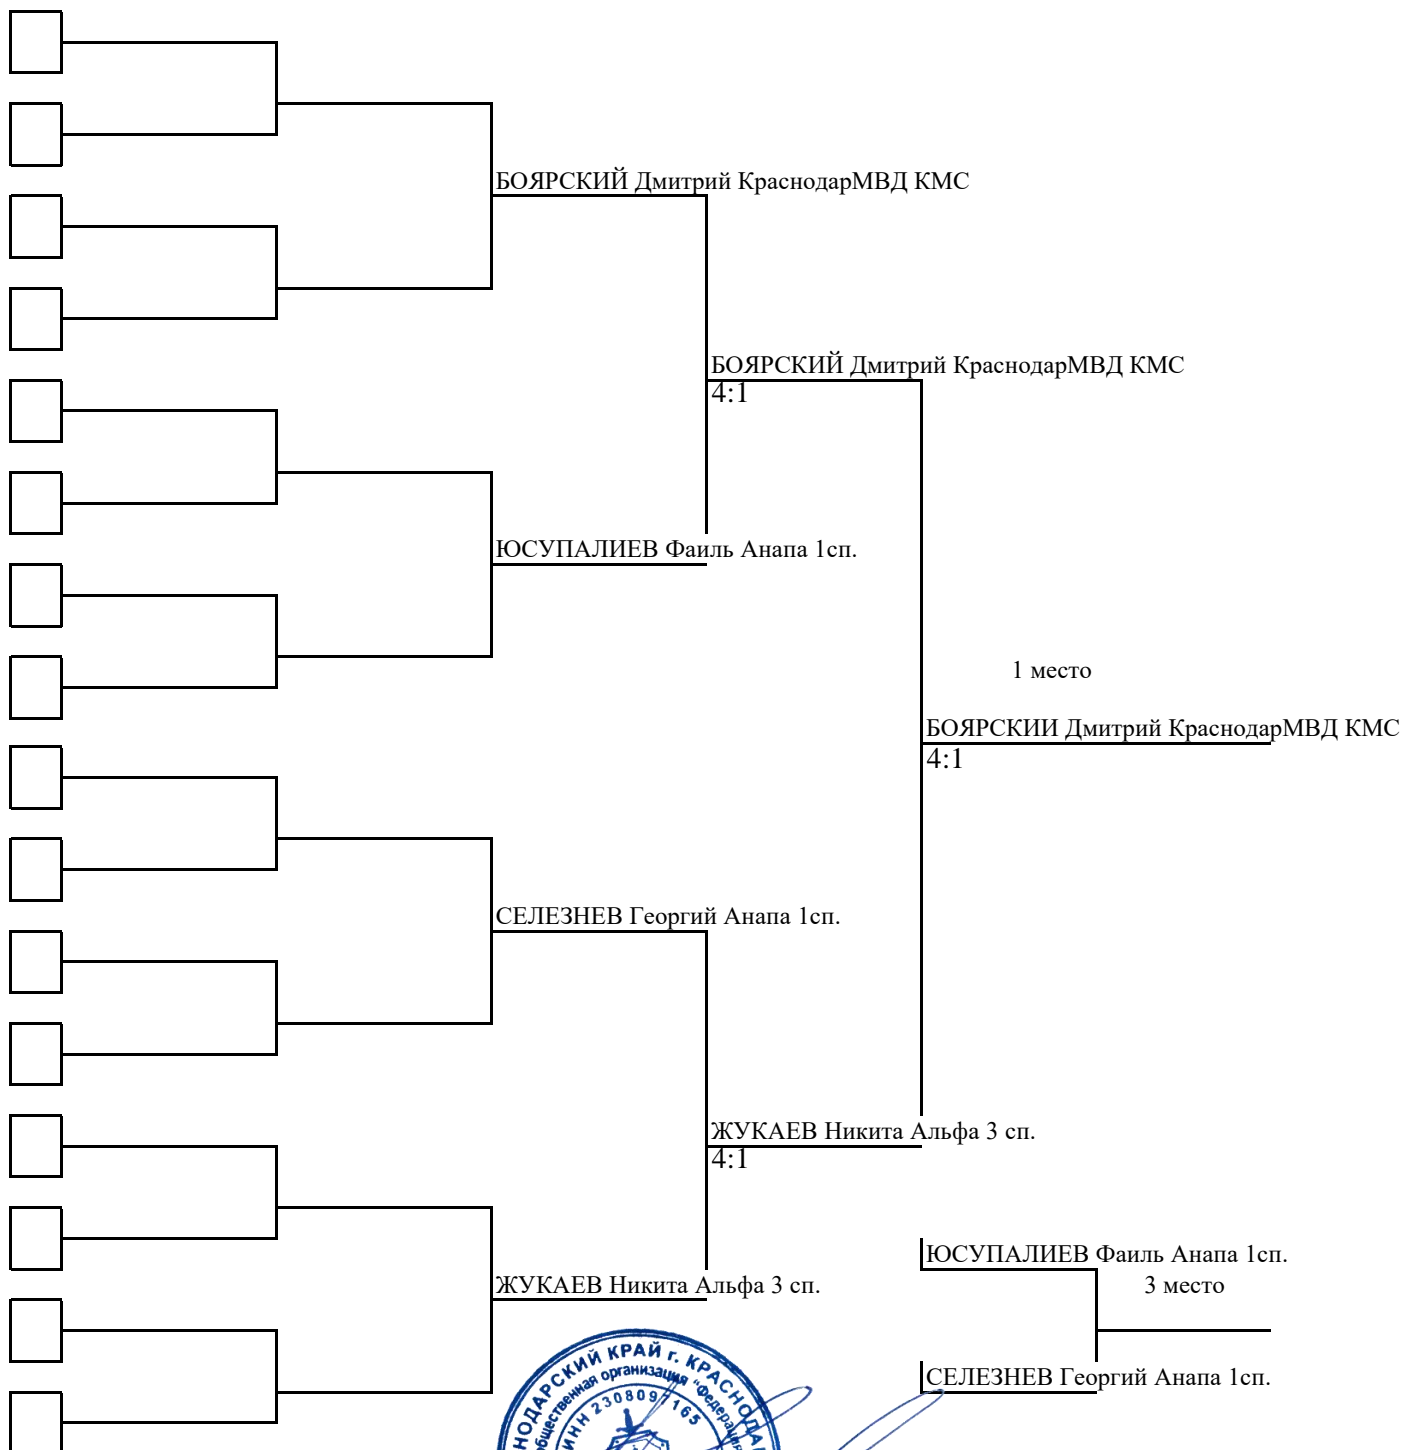 БОЯРСКИЙ Дмитрий КраснодарМВД КМС
БОЯРСКИЙ Дмитрий КраснодарМВД КМС
4:1
ЮСУПАЛИЕВ Фаиль Анапа 1сп.
1 место
БОЯРСКИИ Дмитрий КраснодарМВД КМС
4:1
СЕЛЕЗНЕВ Георгий Анапа 1сп.
ЖУКАЕВ Никита Альфа 3 сп.
4:1
ЮСУПАЛИЕВ Фаиль Анапа 1сп.
ЖУКАЕВ Никита Альфа 3 сп.
3 место
СЕЛЕЗНЕВ Георгий Анапа 1сп.
НОДАРСКИЙ КРАЙ г. КРАСНОДАР
общественная организация "Федерация
ИНН 2308097165